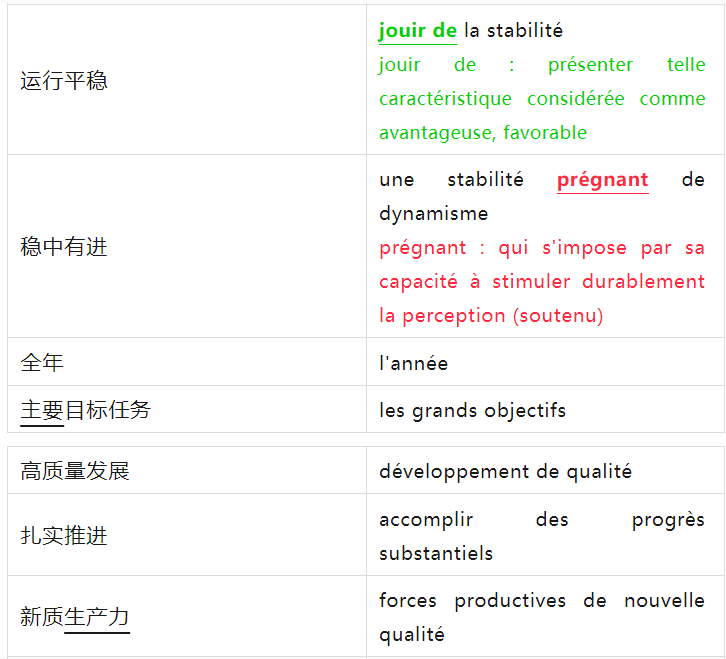 运行平稳
jouir de la stabilité
jouir de : présenter telle
caractéristique considérée comme
avantageuse, favorable
稳中有进
une stabilité prégnant de
dynamisme
prégnant : qui s'impose par sa
capacité à stimuler durablement
la perception (soutenu)
全年
l'année
主要目标任务
les grands objectifs
高质量发展
développement de qualité
扎实推进
accomplir des progrès
substantiels
新质生产力
forces productives de nouvelle
qualité